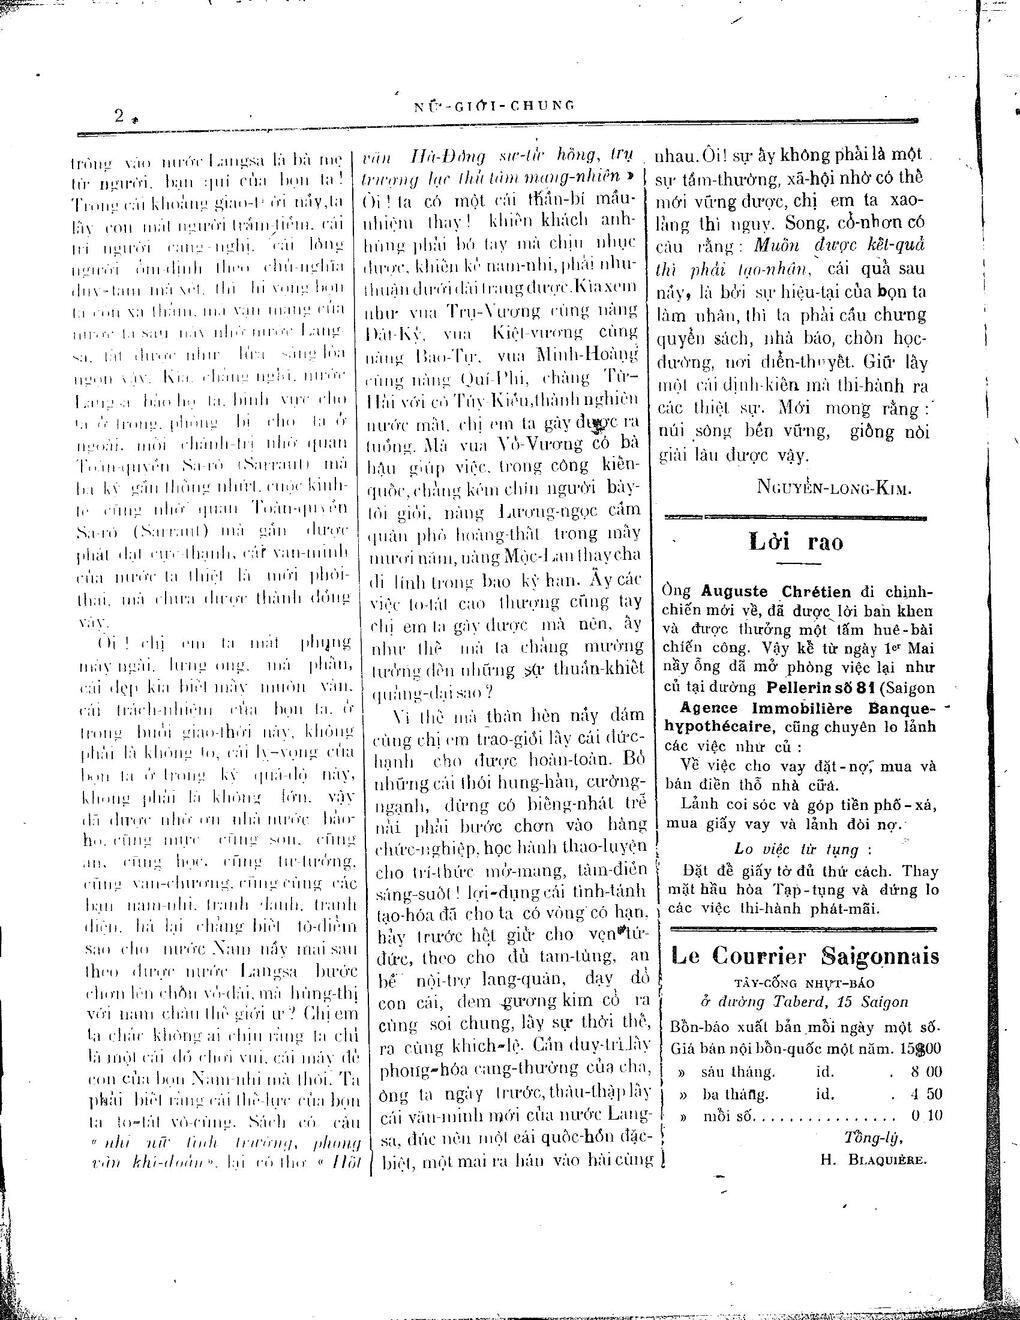 2
NỮ-GIỚI-CHUNG
trông vào nước Langsa là bà mẹ
từ người, bạn quí của bọn ta!
Trong cái khoảng giao-t ời nầy, ta
lấy con mắt người trầm-tiềm, cái
trí người cang-nghị, cái lòng
người ổm-định theo chủ-nghĩa
duy-tâm mà xét, thì hi vọng bọn
ta còn xa thẳm, mà vận mạng của
nước ta sau nầy nhờ nước Lang-
sa, tất được như lửa sáng lòa
ngọn vậy. Kìa, chẳng nghĩ, nước
Langsa bảo hộ ta, binh vực cho
ta ở trong, phòng bị cho ta ở
ngoài, mối chánh-trị nhờ quan
Toàn-quyền Sa-rô (Sarraut) mà
ba kỳ gần thông nhứt, cuộc kinh-
tế cũng nhờ quan Toàn-quyền
Sa-rô (Sarraut) mà gần được
phát đạt cực-thạnh, cái văn-minh
của nước ta thiệt là mới phôi-
thai, mà chưa được thành đồng
vậy.
Ôi! chị em ta mắt phụng
mày ngài, lưng ong, má phấn,
cái đẹp kia biết mấy muôn vàn,
cái trách-nhiệm của bọn ta, ở
trong buổi giao-thời nầy, không
phải là không to, cái hy-vọng của
bọn ta ở trong kỳ quá-độ này,
không phải là không lớn, vậy
đã được nhờ ơn nhà nước bảo-
hộ, cũng mực cũng son, cũng
ăn, cũng học, cũng tư-tưởng,
cũng văn-chương, cũng cùng các
bạn nam-nhi, tranh danh, tranh
diện, há lại chẳng biết tô-điểm
sao cho nước Nam nầy mai sau
theo được nước Langsa bước
chơn lên chốn vô-đài, mà hùng-thị
với năm châu thế giới ư? Chị em
ta chắc không ai chịu rằng ta chỉ
là một cái đồ chơi vui, cái máy đẻ
con của bọn Nam-nhi mà thôi. Ta
phải biết rằng cái thế-lực của bọn
ta to-tát vô-cùng. Sách có câu
« nhi nữ tình trường, phong
vân khí-đoản », lại có thơ « Hốt
văn Hà-Đông sư-tử hống, trụ
trượng lạc thủ tâm mang-nhiên »
Ôi! ta có một cái thần-bí mầu-
nhiệm thay! khiến khách anh-
hùng phải bó tay mà chịu nhục
được, khiến kẻ nam-nhi, phải nhu-
thuận dưới đài trang được. Kìa xem
như vua Trụ-Vương cùng nàng
Đát-Kỷ, vua Kiệt-vương cùng
nàng Bao-Tự, vua Minh-Hoàng
cùng nàng Quí-Phi, chàng Từ-
Hải với cô Túy-Kiều, thành nghiên
nước mất, chị em ta gây được ra
tuồng. Mà vua Võ-Vương có bà
hậu giúp việc, trong công kiến-
quốc, chẳng kém chín người bày-
tôi giỏi, nàng Lương-ngọc cầm
quân phò hoàng-thất trong mấy
mươi năm, nàng Mộc-Lan thay cha
đi lính trong bao kỳ hạn. Ấy các
việc to-tát cao thượng cũng tay
chị em ta gây được mà nên, ấy
như thế mà ta chẳng mường
tưởng đến những sự thuần-khiết
quảng-đại sao?
Vì thế mà thân hèn nầy dám
cùng chị em trao-giồi lấy cái đức-
hạnh cho được hoàn-toàn. Bỏ
những cái thói hung-hăn, cường-
ngạnh, đừng có biếng-nhát trễ
nải phải bước chơn vào hàng
chức-nghiệp, học hành thao-luyện
cho trí-thức mở-mang, tâm-điền
sáng-suốt! lợi-dụng cái tình-tánh
tạo-hóa đã cho ta có vòng có hạn,
hãy trước hết giữ cho vẹn tứ-
đức, theo cho đủ tam-tùng, an
bề nội-trợ lang-quân, dạy dỗ
con cái, đem gương kim cổ ra
cùng soi chung, lấy sự thời thế,
ra cùng khích-lệ. Cần duy-trì lấy
phong-hóa cang-thường của cha,
ông ta ngày trước, thâu-thập lấy
cái văn-minh mới của nước Lang-
sa, đúc nên một cái quốc-hồn đặc-
biệt, một mai ra bán vào hài cùng
nhau. Ôi! sự ấy không phải là một
sự tầm-thường, xã-hội nhờ có thế
mới vững được, chị em ta xao-
lảng thì nguy. Song, cổ-nhơn có
câu rằng: Muốn được kết-quả
thì phải tạo-nhân, cái quả sau
nầy, là bởi sự hiệu-tại của bọn ta
làm nhân, thì ta phải cầu chưng
quyển sách, nhà báo, chốn học-
đường, nơi diễn-thuyết. Giữ lấy
một cái định-kiến mà thi-hành ra
các thiệt sự. Mới mong rằng:
núi sông bền vững, giống nòi
giài lâu được vậy.
NGUYỄN-LONG-KIM.
Lời rao
Ông Auguste Chrétien đi chinh-
chiến mới về, đã được lời ban khen
và được thưởng một tấm huê-bài
chiến công. Vậy kể từ ngày 1er Mai
nầy ông đã mở phòng việc lại như
củ tại đường Pellerin số 81 (Saigon
Agence Immobilière Banque-
hypothécaire, cũng chuyên lo lảnh
các việc như củ:
Về việc cho vay đặt-nợ, mua và
bán điền thổ nhà cữa.
Lảnh coi sóc và góp tiền phố-xá,
mua giấy vay và lảnh đòi nợ.
Lo việc từ tụng:
Đặt để giấy tờ đủ thứ cách. Thay
mặt hầu hòa Tạp-tụng và đứng lo
các việc thi-hành phát-mãi.
Le Courrier Saigonnais
TÂY-CỐNG NHỰT-BÁO
ở đường Taberd, 15 Saigon
Bồn-báo xuất bản mỗi ngày một số.
Giá bán nội bồn-quốc một năm. 15$00
» sáu tháng. id. . 8 00
» ba tháng. id. . 4 50
» mỗi số................ 0 10
Tổng-lý,
H. BLAQUIÈRE.